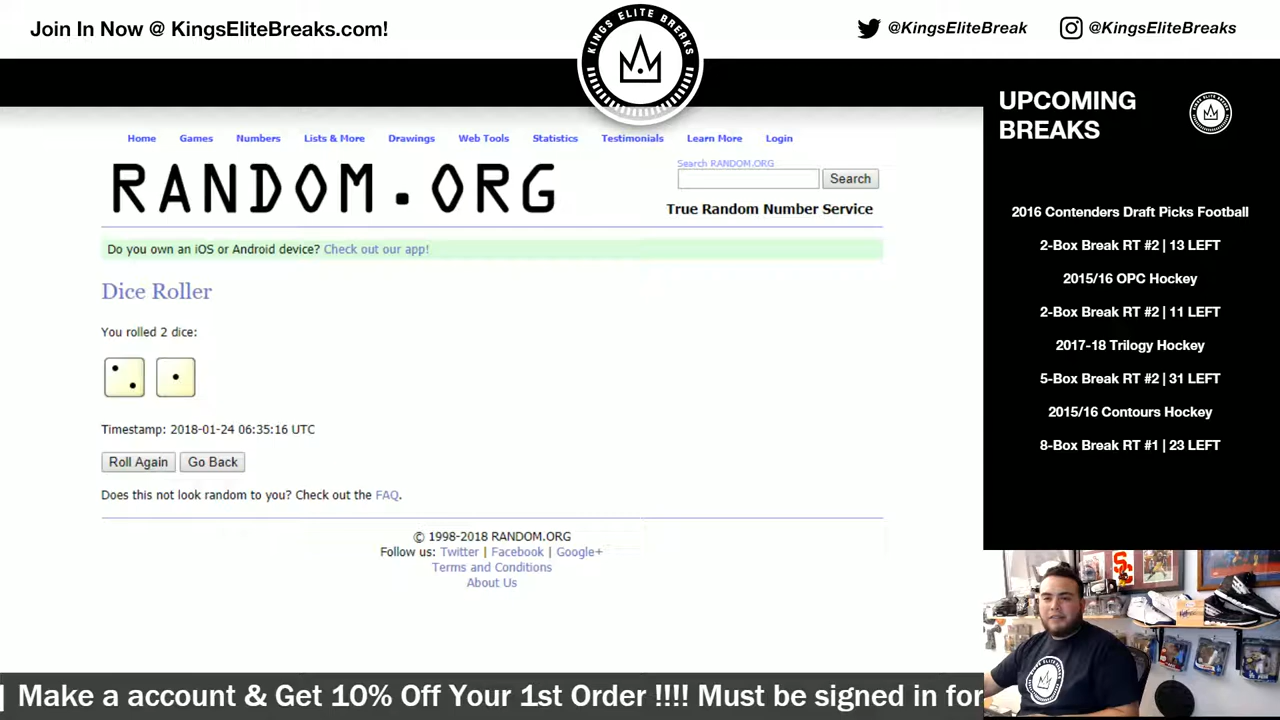 Join In Now @ KingsEliteBreaks.com!
KINGS ELITE BREAKS
@KingsEliteBreak
@KingsEliteBreaks
UPCOMING
BREAKS
2016 Contenders Draft Picks Football
2-Box Break RT #2 | 13 LEFT
2015/16 OPC Hockey
2-Box Break RT #2 | 11 LEFT
2017-18 Trilogy Hockey
5-Box Break RT #2 | 31 LEFT
2015/16 Contours Hockey
8-Box Break RT #1 | 23 LEFT
Home Games Numbers Lists & More Drawings Web Tools Statistics Testimonials Learn More Login
RANDOM.ORG
Search RANDOM.ORG
Search
True Random Number Service
Do you own an iOS or Android device? Check out our app!
Dice Roller
You rolled 2 dice:
Timestamp: 2018-01-24 06:35:16 UTC
Roll Again Go Back
Does this not look random to you? Check out the FAQ.
© 1998-2018 RANDOM.ORG
Follow us: Twitter | Facebook | Google+
Terms and Conditions
About Us
| Make a account & Get 10% Off Your 1st Order !!!! Must be signed in for